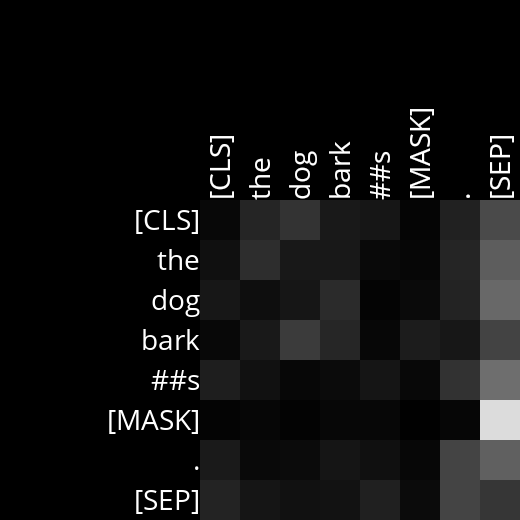 [CLS] the dog bark ##s [MASK] . [SEP]
[CLS]
the
dog
bark
##s
[MASK]
.
[SEP]